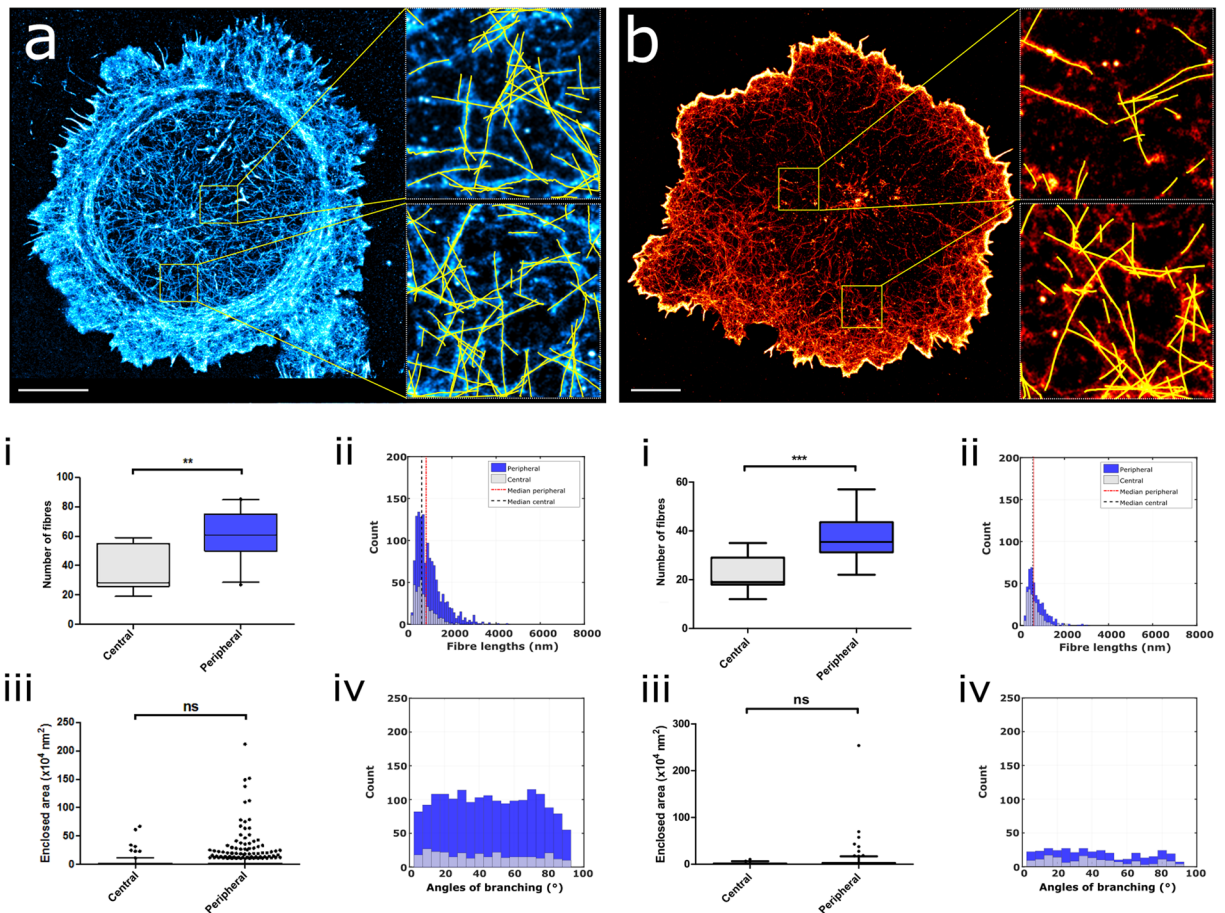 a
b
i
**
Number of fibres
100
80
60
40
20
0
Central
Peripheral
ii
Peripheral
Central
Median peripheral
Median central
Count
200
150
100
50
0
0 2000 4000 6000 8000
Fibre lengths (nm)
i
***
Number of fibres
60
40
20
0
Central
Peripheral
ii
Peripheral
Central
Median peripheral
Median central
Count
200
150
100
50
0
0 2000 4000 6000 8000
Fibre lengths (nm)
iii
ns
Enclosed area (x10⁴ nm²)
250
200
150
100
50
0
Central
Peripheral
iv
Count
250
200
150
100
50
0
0 20 40 60 80 100
Angles of branching (°)
iii
ns
Enclosed area (x10⁴ nm²)
300
200
100
0
Central
Peripheral
iv
Count
250
200
150
100
50
0
0 20 40 60 80 100
Angles of branching (°)